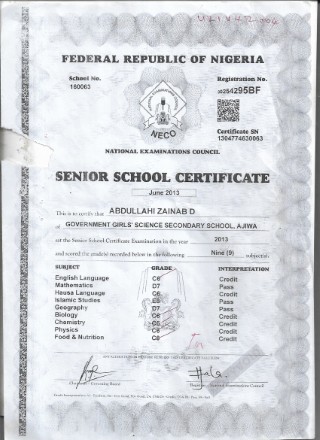 FEDERAL REPUBLIC OF NIGERIA
School No.
160063
Registration No.
295BF
NECO
Certificate SN
1304774630063
NATIONAL EXAMINATIONS COUNCIL
SENIOR SCHOOL CERTIFICATE
June 2013
This is to certify that ABDULLAHI ZAINAB D
of GOVERNMENT GIRLS' SCIENCE SECONDARY SCHOOL, AJIWA
sat the Senior School Certificate Examination in the year 2013
and scored the grade(s) recorded below in the following Nine (9) subject(s)
SUBJECT GRADE INTERPRETATION
English Language C6 Credit
Mathematics D7 Pass
Hausa Language C6 Credit
Islamic Studies Pass
Geography D7 Pass
Biology C6 Credit
Chemistry C6 Credit
Physics C6 Credit
Food & Nutrition C6 Credit